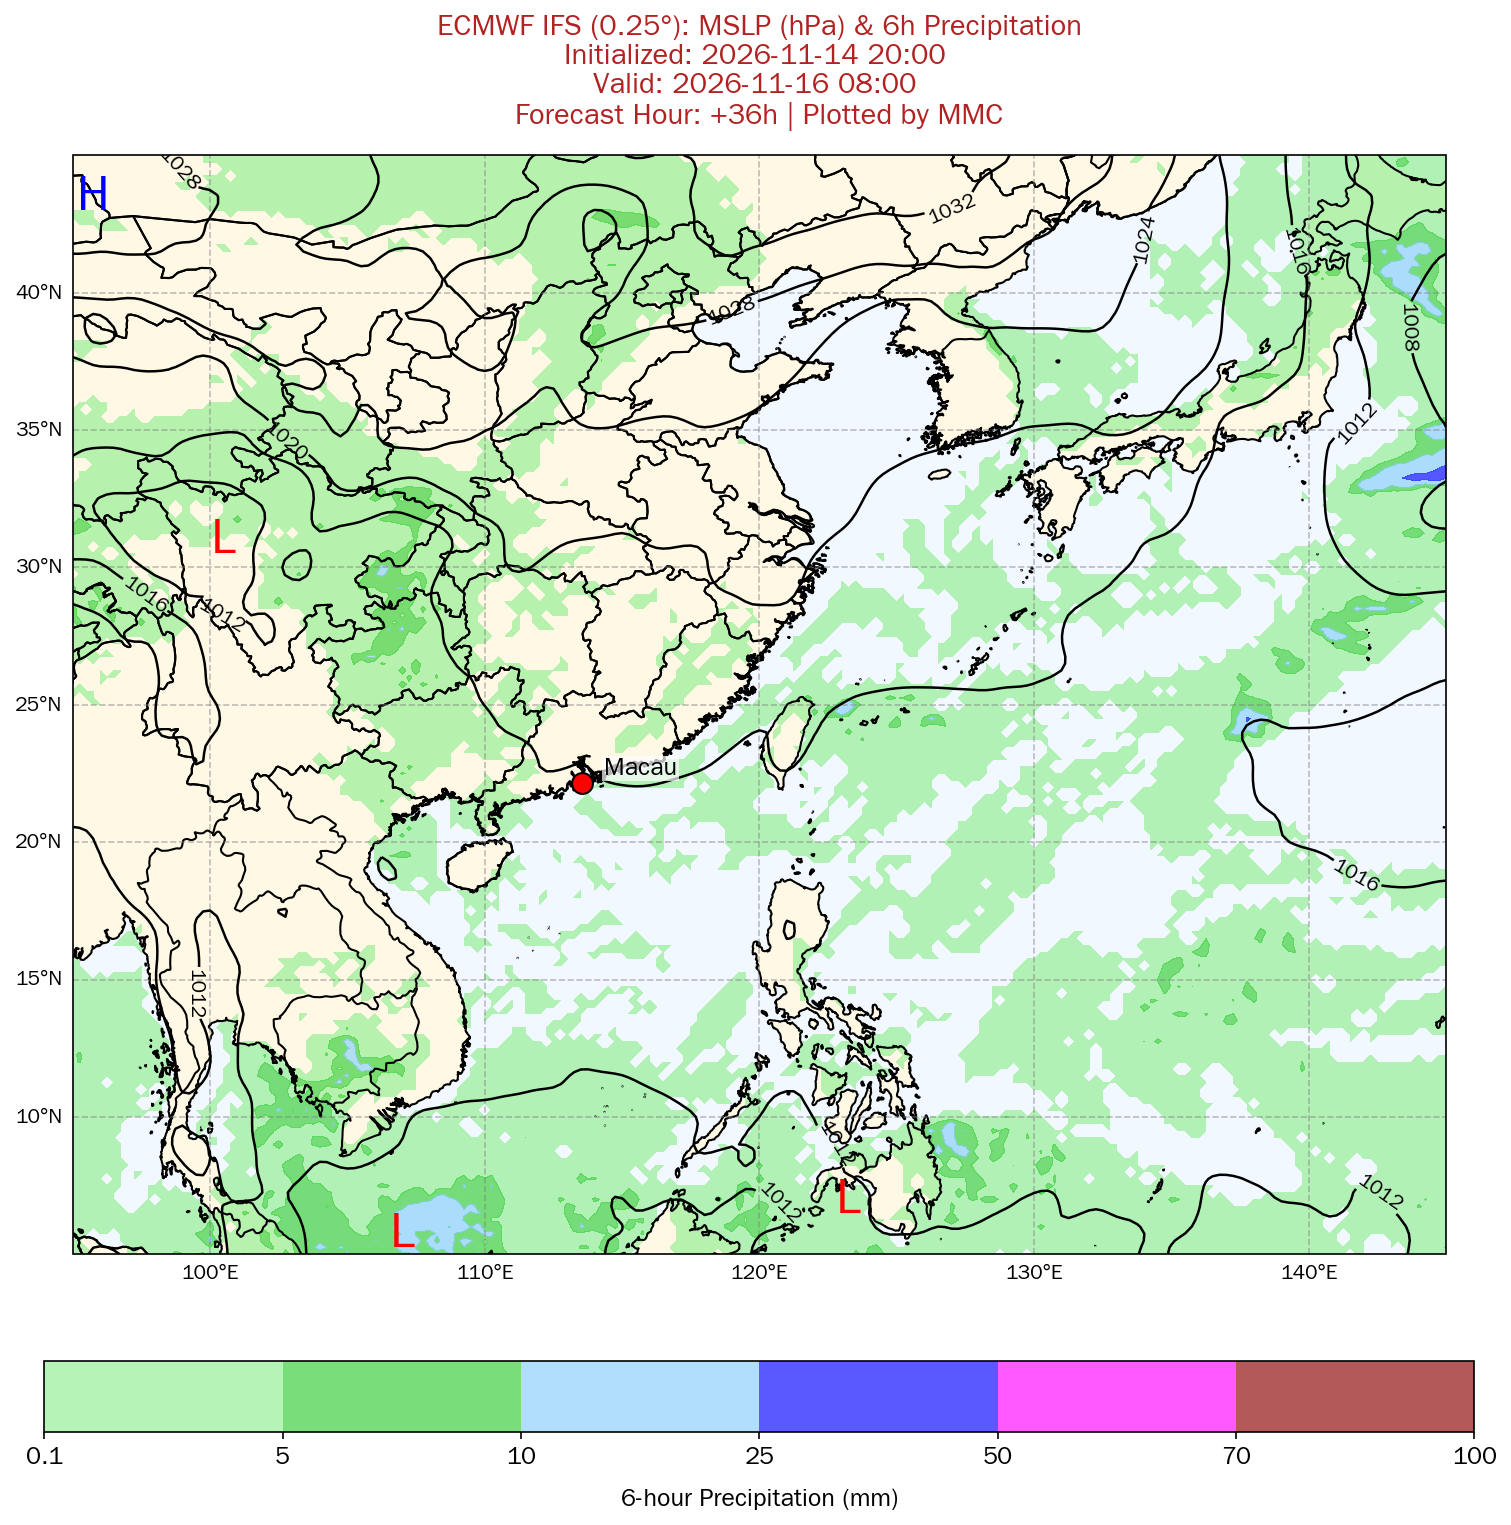 ECMWF IFS (0.25°): MSLP (hPa) & 6h Precipitation
Initialized: 2026-11-14 20:00
Valid: 2026-11-16 08:00
Forecast Hour: +36h | Plotted by MMC
1028
H
1032
1024
1016
40°N
1028
1008
1012
35°N
1020
L
30°N
1016
1012
25°N
Macau
20°N
1016
15°N
1012
10°N
1012
1012
L
1012
L
100°E
110°E
120°E
130°E
140°E
0.1
5
10
25
50
70
100
6-hour Precipitation (mm)